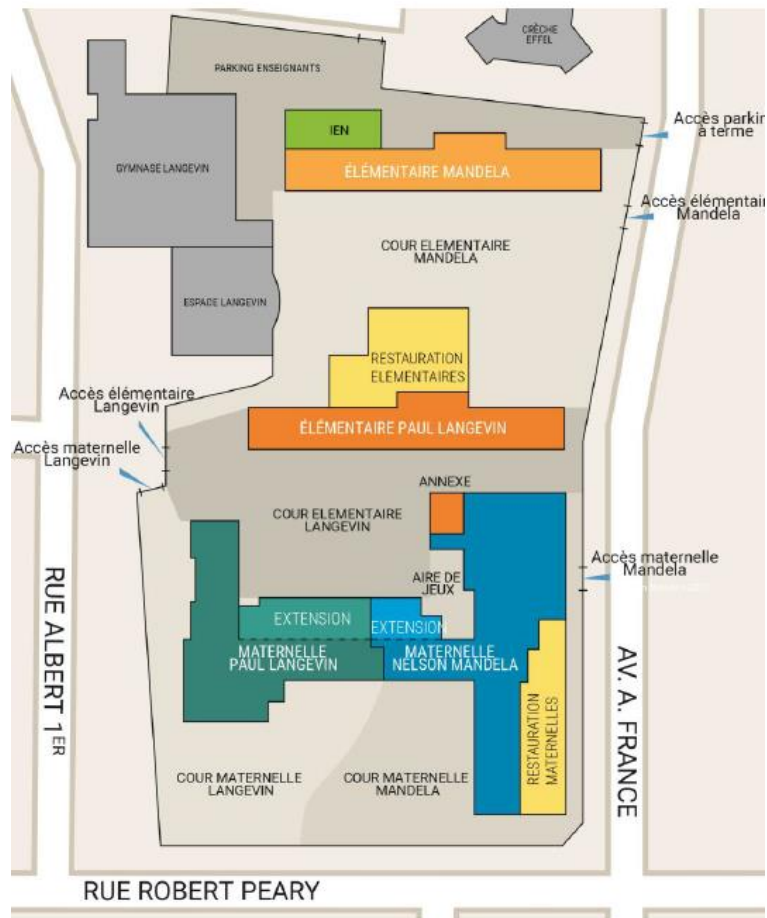 CRÈCHE
EFFEL
PARKING ENSEIGNANTS
Accès parkin
à terme
IEN
GYMNASE LANGEVIN
ÉLÉMENTAIRE MANDELA
Accès élémentair
Mandela
COUR ELEMENTAIRE
MANDELA
ESPACE LANGEVIN
RESTAURATION
ELEMENTAIRES
Accès élémentaire
Langevin
ÉLÉMENTAIRE PAUL LANGEVIN
Accès maternelle
Langevin
ANNEXE
COUR ELEMENTAIRE
LANGEVIN
Accès maternelle
Mandela
AIRE DE
JEUX
EXTENSION
EXTENSION
MATERNELLE
PAUL LANGEVIN
MATERNELLE
NELSON MANDELA
RESTAURATION
MATERNELLES
COUR MATERNELLE
LANGEVIN
COUR MATERNELLE
MANDELA
RUE ALBERT 1ER
AV. A. FRANCE
RUE ROBERT PEARY